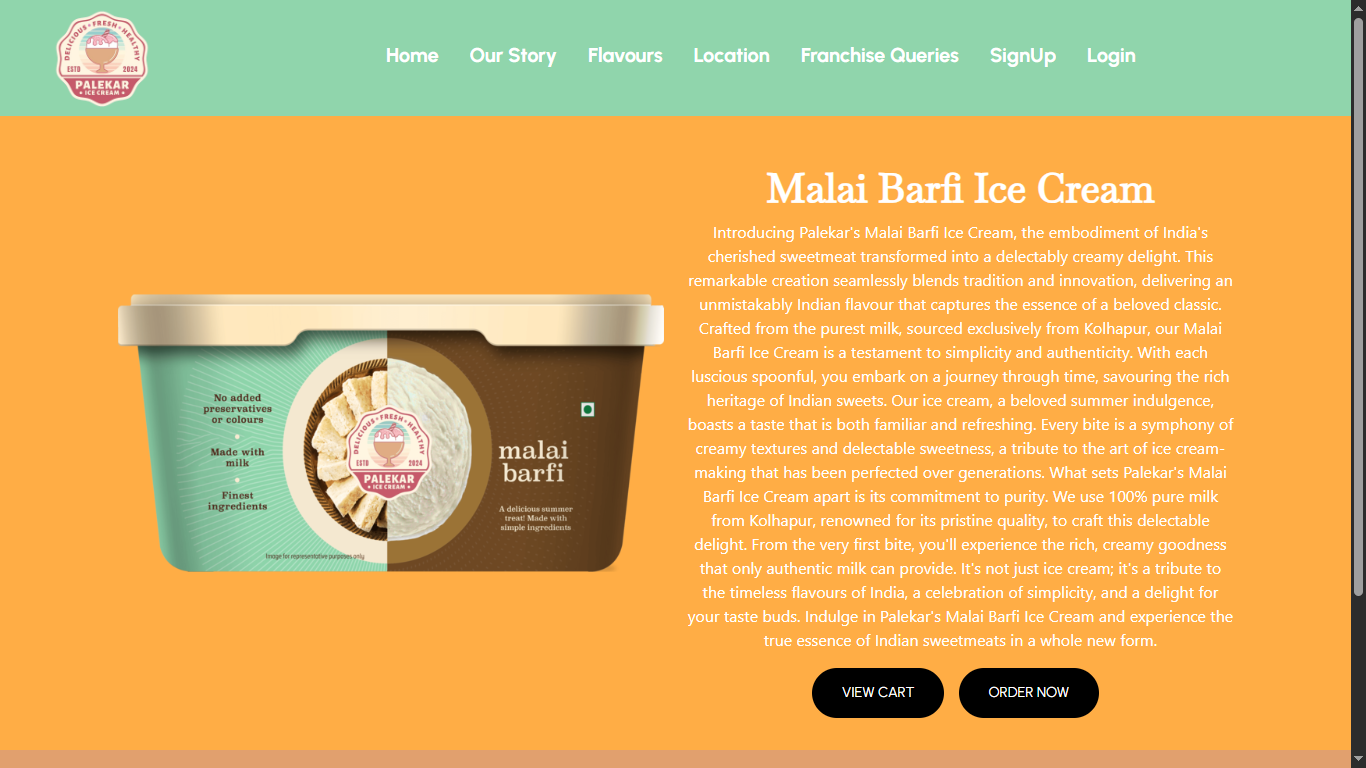 DELICIOUS • FRESH • HEALTHY
ESTD 2024
PALEKAR
• ICE CREAM •
Home Our Story Flavours Location Franchise Queries SignUp Login
Malai Barfi Ice Cream
Introducing Palekar's Malai Barfi Ice Cream, the embodiment of India's
cherished sweetmeat transformed into a delectably creamy delight. This
remarkable creation seamlessly blends tradition and innovation, delivering an
unmistakably Indian flavour that captures the essence of a beloved classic.
Crafted from the purest milk, sourced exclusively from Kolhapur, our Malai
Barfi Ice Cream is a testament to simplicity and authenticity. With each
luscious spoonful, you embark on a journey through time, savouring the rich
heritage of Indian sweets. Our ice cream, a beloved summer indulgence,
boasts a taste that is both familiar and refreshing. Every bite is a symphony of
creamy textures and delectable sweetness, a tribute to the art of ice cream-
making that has been perfected over generations. What sets Palekar's Malai
Barfi Ice Cream apart is its commitment to purity. We use 100% pure milk
from Kolhapur, renowned for its pristine quality, to craft this delectable
delight. From the very first bite, you'll experience the rich, creamy goodness
that only authentic milk can provide. It's not just ice cream; it's a tribute to
the timeless flavours of India, a celebration of simplicity, and a delight for
your taste buds. Indulge in Palekar's Malai Barfi Ice Cream and experience the
true essence of Indian sweetmeats in a whole new form.
VIEW CART
ORDER NOW
No added
preservatives
or colours
Made with
milk
Finest
ingredients
DELICIOUS • FRESH • HEALTHY
ESTD 2024
PALEKAR
• ICE CREAM •
malai
barfi
A delicious summer
treat! Made with
simple ingredients
Image for representative purposes only